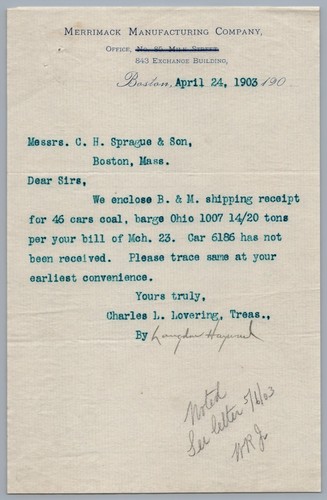 MERRIMACK MANUFACTURING COMPANY,
OFFICE, No. 85 MILK STREET
843 EXCHANGE BUILDING,
Boston, April 24, 1903 190
Messrs. C. H. Sprague & Son,
Boston, Mass.
Dear Sirs,
We enclose B. & M. shipping receipt
for 46 cars coal, barge Ohio 1007 14/20 tons
per your bill of Mch. 23. Car 6186 has not
been received. Please trace same at your
earliest convenience.
Yours truly,
Charles L. Lovering, Treas.,
By Langdon
Noted
See letter 5/1/03